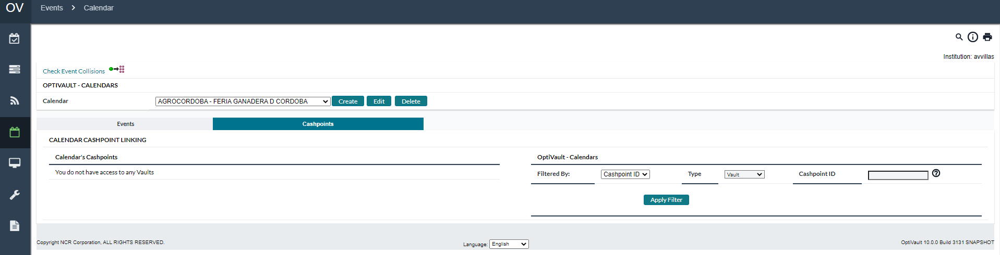 OV
Events > Calendar
Institution: avvillas
Check Event Collisions
OPTIVAULT - CALENDARS
Calendar AGROCORDOBA - FERIA GANADERA D CORDOBA Create Edit Delete
Events Cashpoints
CALENDAR CASHPOINT LINKING
Calendar's Cashpoints
You do not have access to any Vaults
OptiVault - Calendars
Filtered By: Cashpoint ID Type Vault Cashpoint ID
Apply Filter
Copyright NCR Corporation, ALL RIGHTS RESERVED.
Language: English
OptiVault 10.0.0 Build 3131 SNAPSHOT